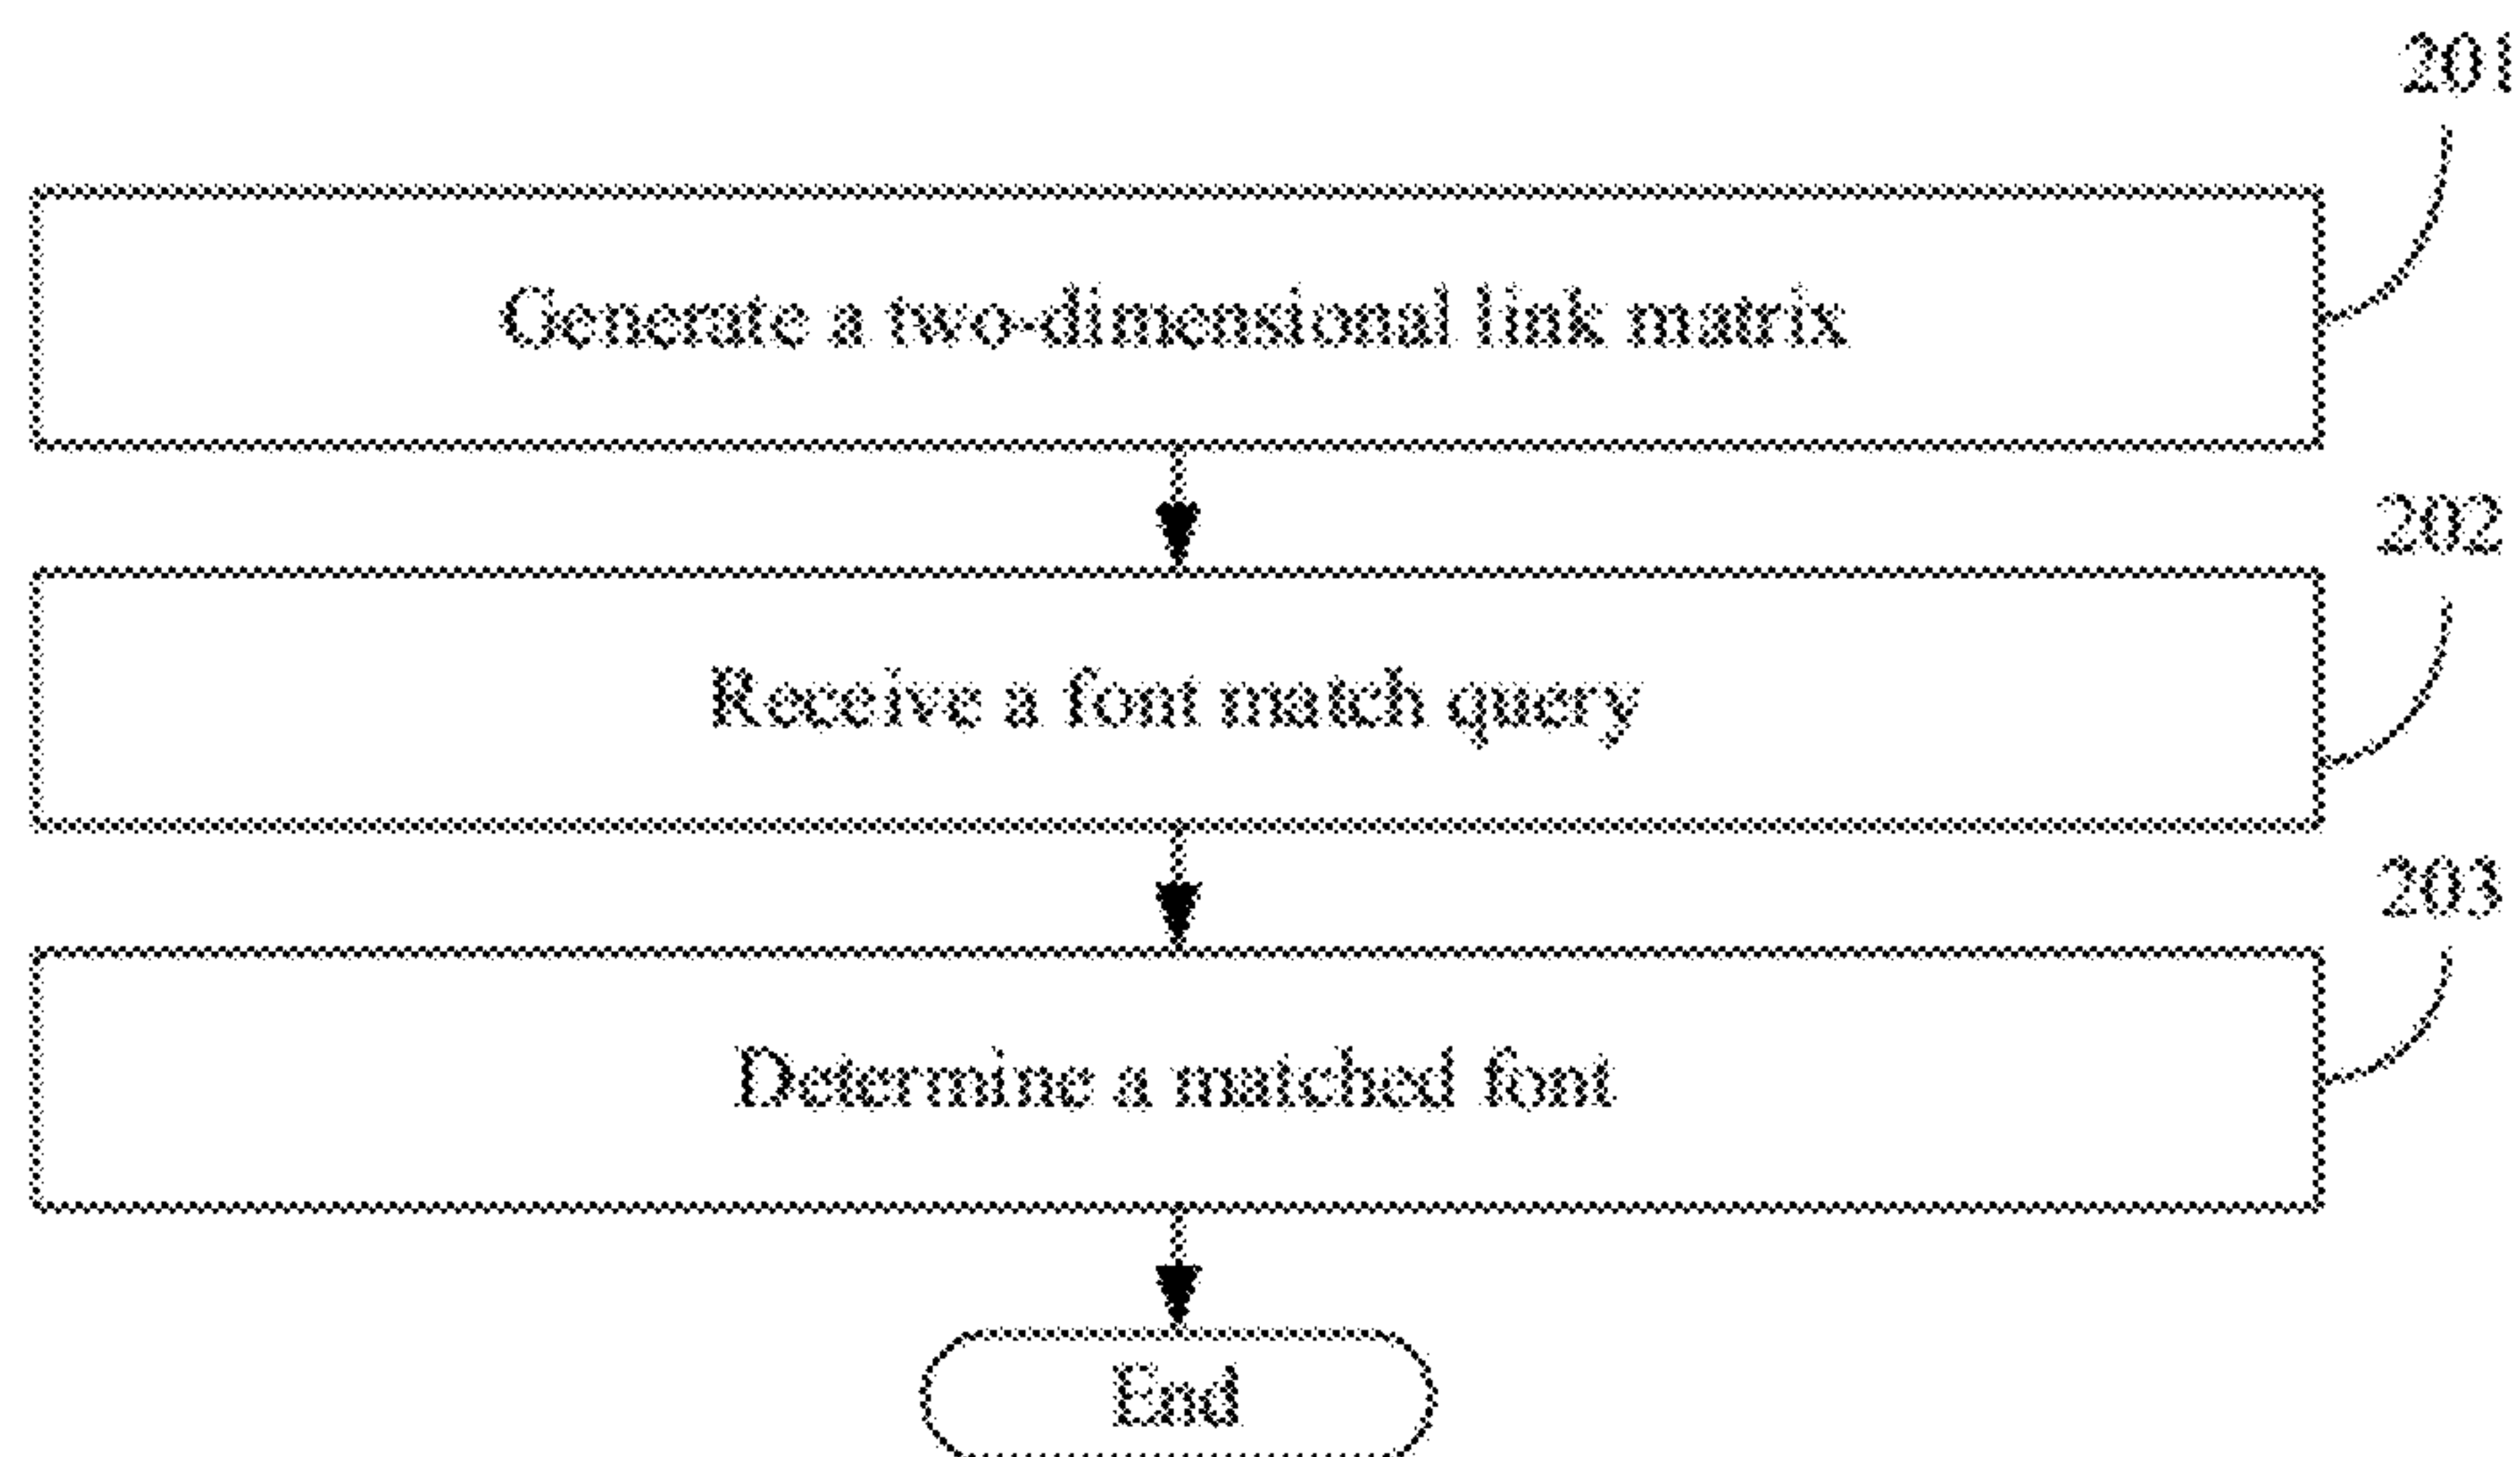 201
Generate a two-dimensional link matrix
202
Receive a font match query
203
Determine a matched font
End